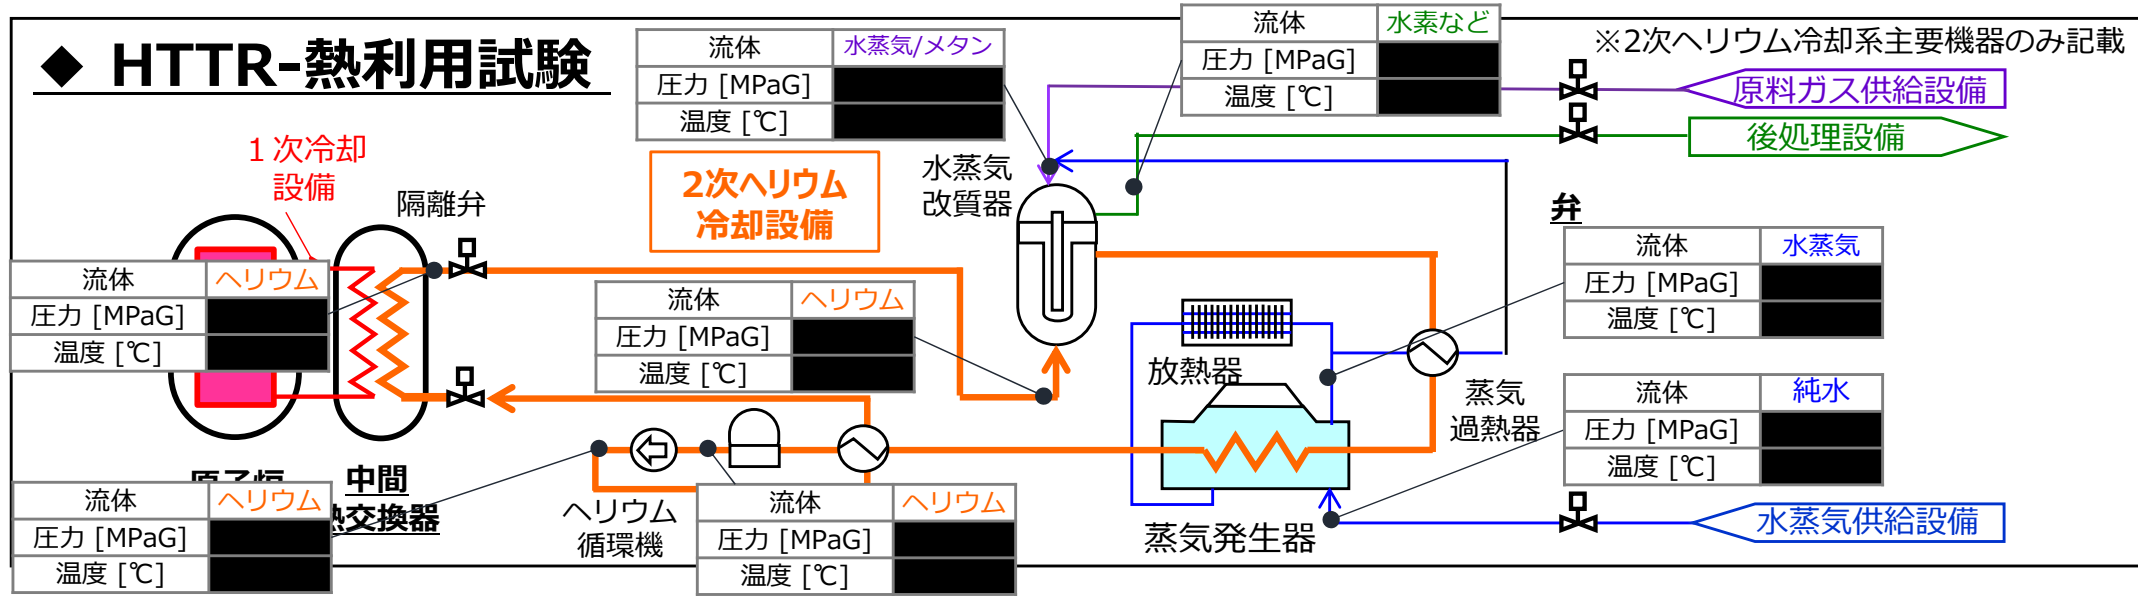 ◆ HTTR-熱利用試験
※2次ヘリウム冷却系主要機器のみ記載
流体 水蒸気/メタン
圧力 [MPaG]
温度 [℃]
流体 水素など
圧力 [MPaG]
温度 [℃]
原料ガス供給設備
後処理設備
1次冷却
設備
隔離弁
2次ヘリウム
冷却設備
水蒸気
改質器
弁
流体 水蒸気
圧力 [MPaG]
温度 [℃]
流体 ヘリウム
圧力 [MPaG]
温度 [℃]
流体 ヘリウム
圧力 [MPaG]
温度 [℃]
放熱器
蒸気
過熱器
流体 純水
圧力 [MPaG]
温度 [℃]
原子炉
中間
熱交換器
流体 ヘリウム
圧力 [MPaG]
温度 [℃]
ヘリウム
循環機
流体 ヘリウム
圧力 [MPaG]
温度 [℃]
蒸気発生器
水蒸気供給設備